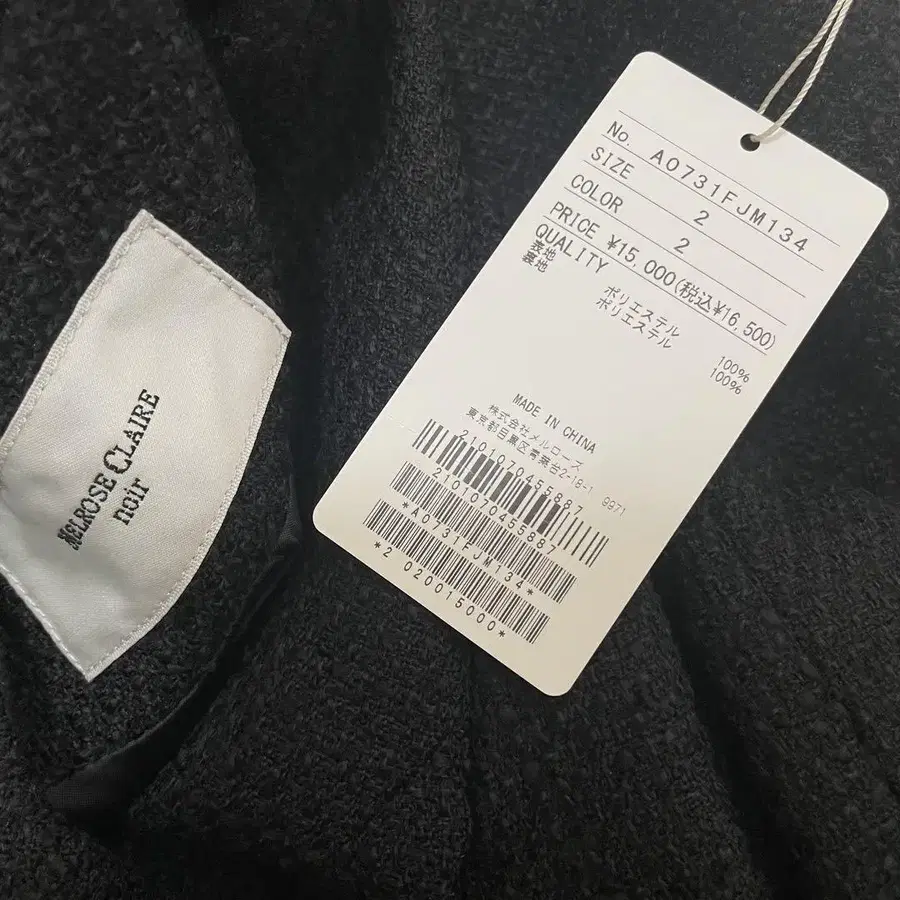 MELROSE CLAIRE
noir
No. A0731FJM134
SIZE 2
COLOR 2
PRICE ¥15,000(税込¥16,500)
QUALITY
表地 ポリエステル 100%
裏地 ポリエステル 100%
MADE IN CHINA
株式会社メルローズ
東京都目黒区青葉台2-18-1 9971
2101070455887
2101070455887
*A0731FJM134*
*2 020015000*